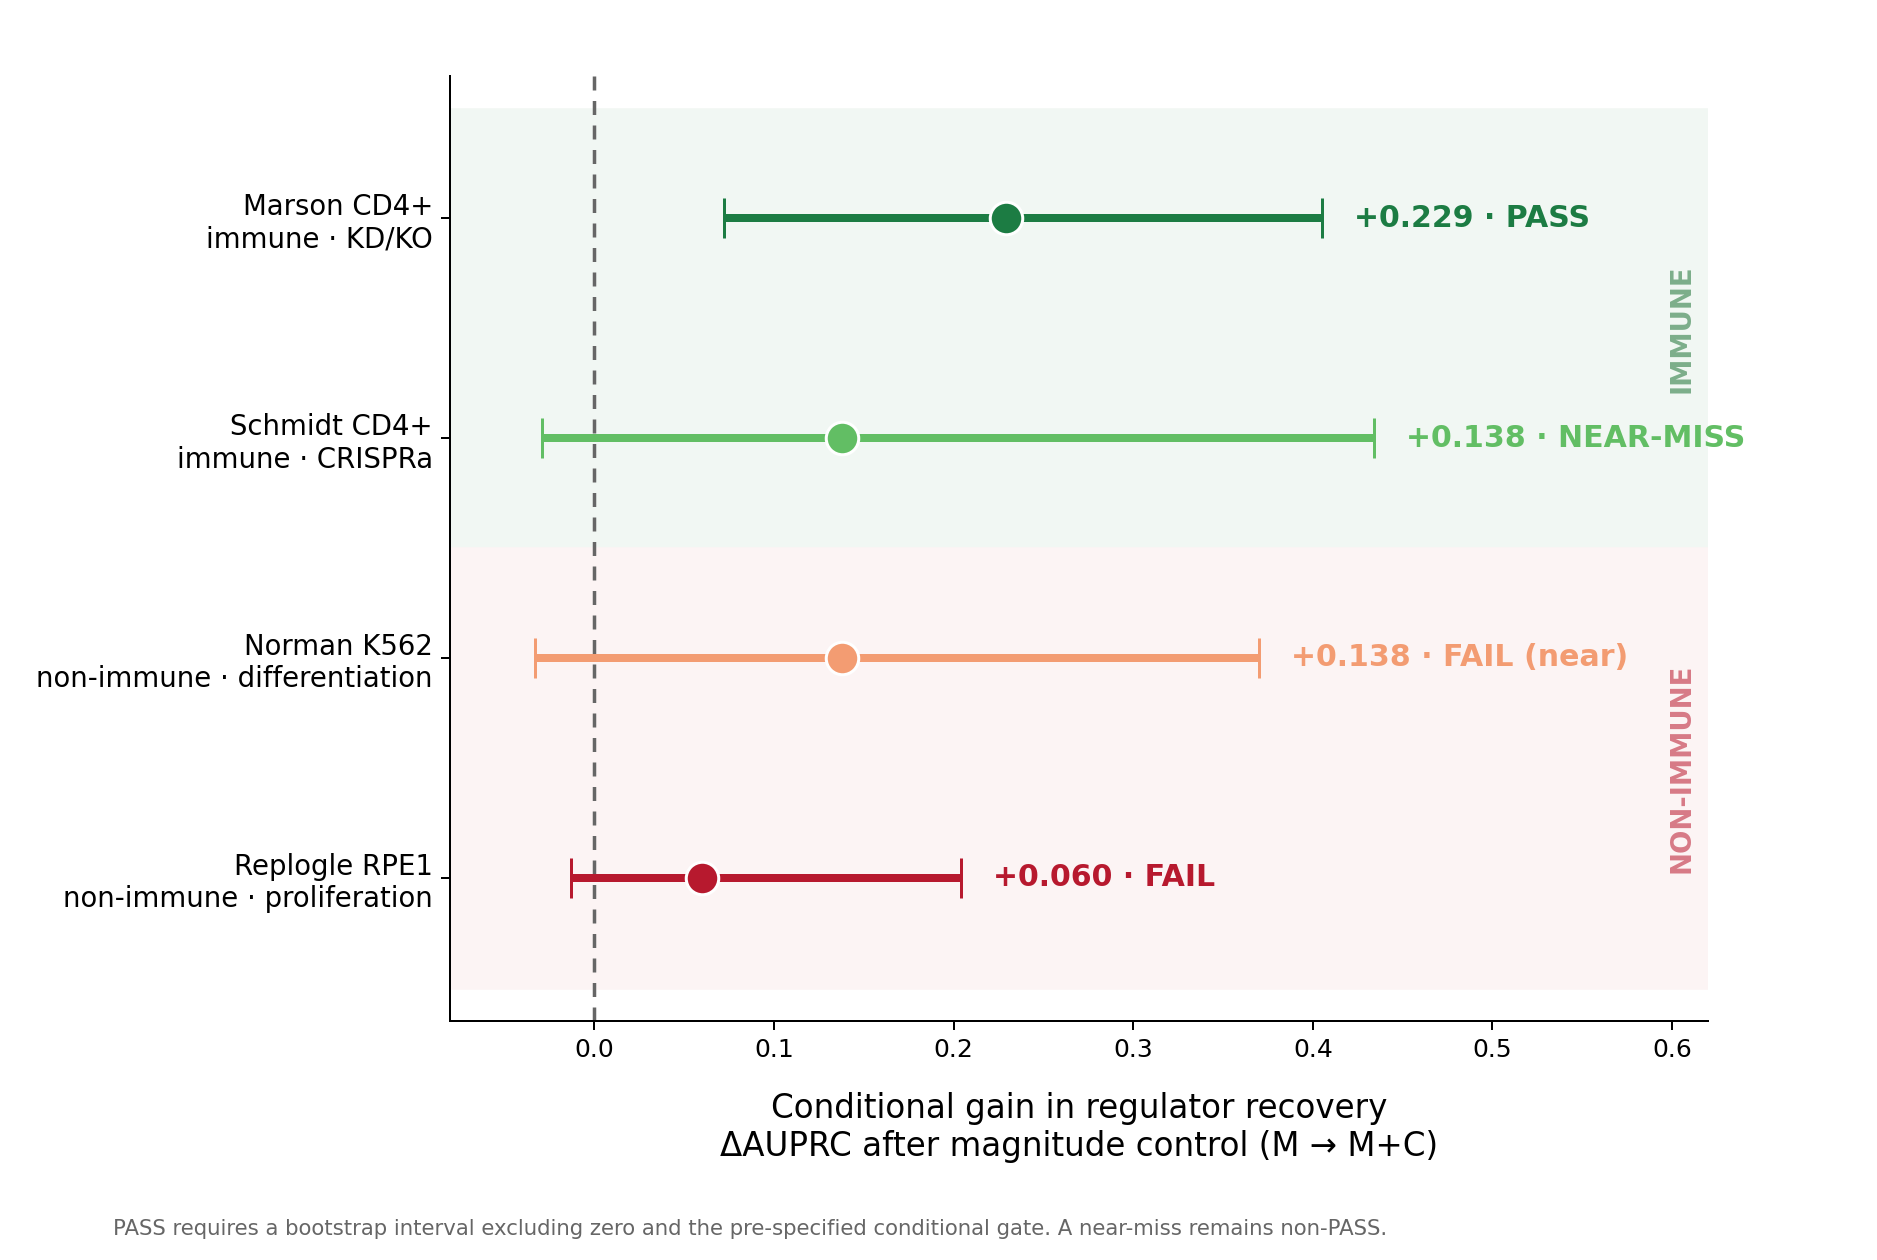 Marson CD4+
immune · KD/KO
+0.229 · PASS
IMMUNE
Schmidt CD4+
immune · CRISPRa
+0.138 · NEAR-MISS
Norman K562
non-immune · differentiation
+0.138 · FAIL (near)
NON-IMMUNE
Replogle RPE1
non-immune · proliferation
+0.060 · FAIL
0.0 0.1 0.2 0.3 0.4 0.5 0.6
Conditional gain in regulator recovery
ΔAUPRC after magnitude control (M → M+C)
PASS requires a bootstrap interval excluding zero and the pre-specified conditional gate. A near-miss remains non-PASS.